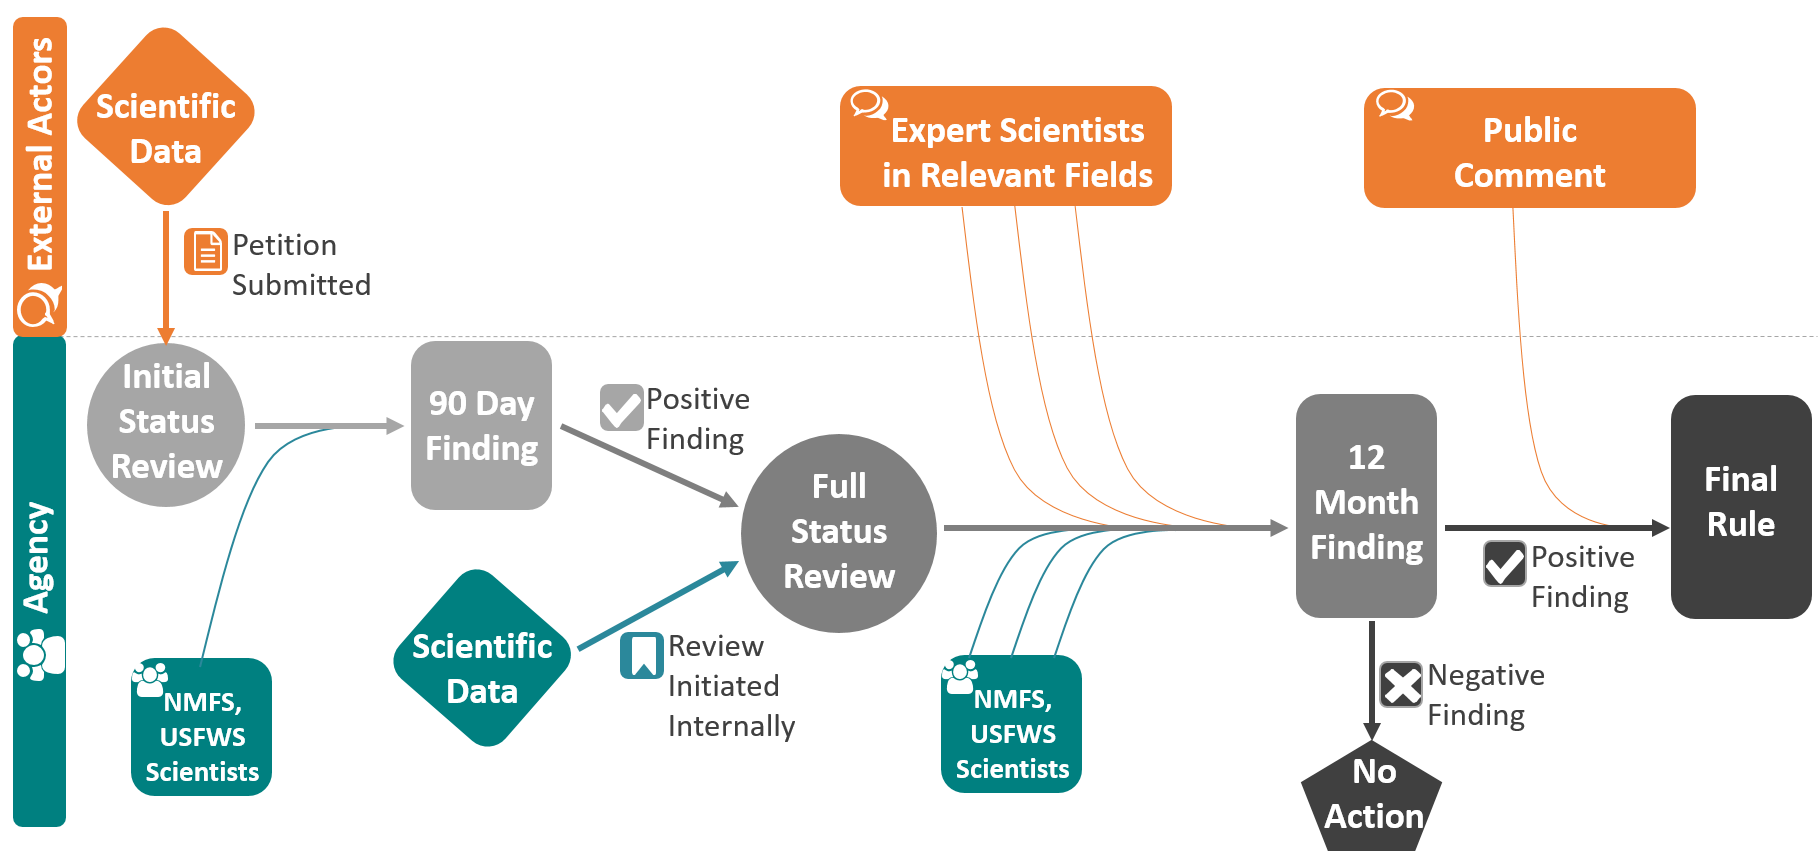 External Actors
Scientific
Data
Petition
Submitted
Expert Scientists
in Relevant Fields
Public
Comment
Agency
Initial
Status
Review
90 Day
Finding
Positive
Finding
Full
Status
Review
12
Month
Finding
Positive
Finding
Final
Rule
NMFS,
USFWS
Scientists
Scientific
Data
Review
Initiated
Internally
NMFS,
USFWS
Scientists
Negative
Finding
No
Action